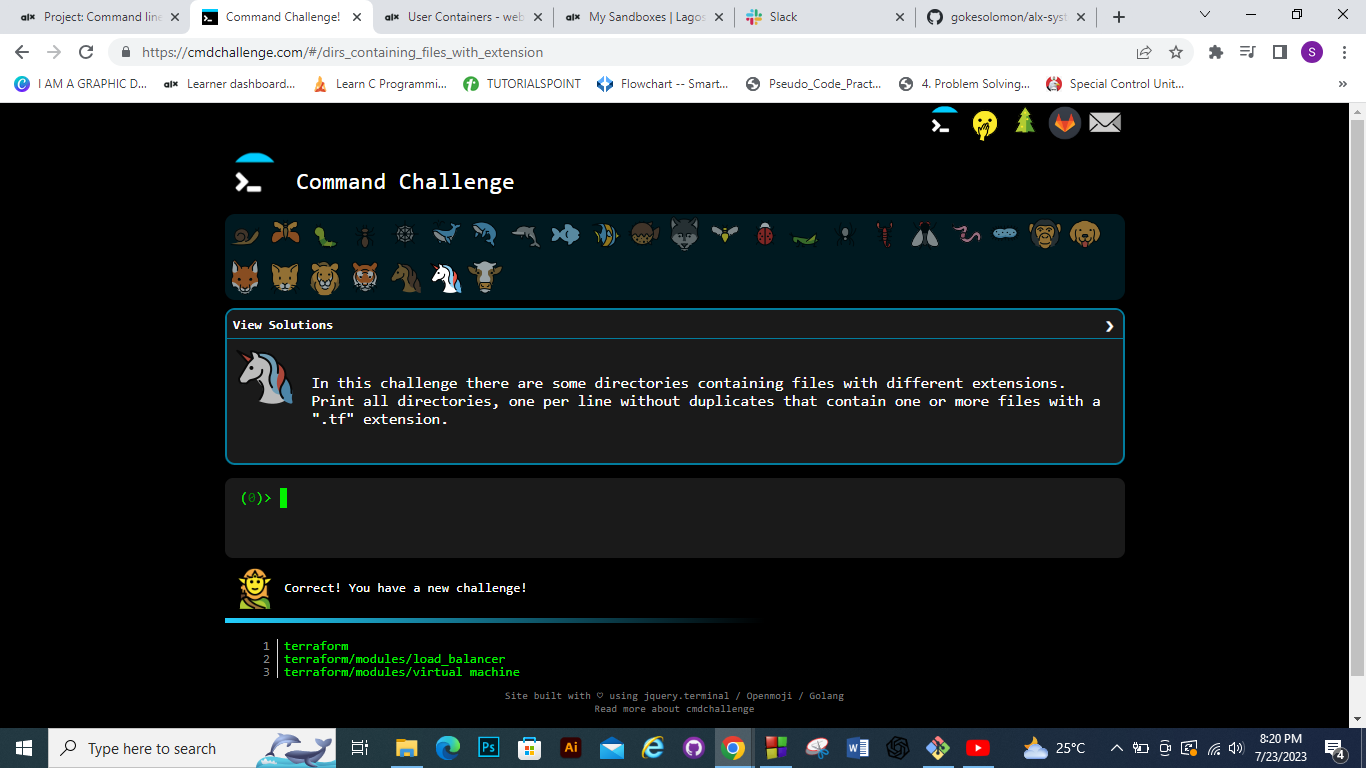 Project: Command line
Command Challenge!
User Containers - web
My Sandboxes | Lagos
Slack
gokesolomon/alx-syst
https://cmdchallenge.com/#/dirs_containing_files_with_extension
S
I AM A GRAPHIC D...
alx Learner dashboard...
Learn C Programmi...
TUTORIALSPOINT
Flowchart -- Smart...
Pseudo_Code_Pract...
4. Problem Solving...
Special Control Unit...
»
Command Challenge
View Solutions
In this challenge there are some directories containing files with different extensions.
Print all directories, one per line without duplicates that contain one or more files with a
".tf" extension.
(0)>
Correct! You have a new challenge!
1 terraform
2 terraform/modules/load_balancer
3 terraform/modules/virtual machine
Site built with ♡ using jquery.terminal / Openmoji / Golang
Read more about cmdchallenge
Type here to search
Ps
Ai
25°C
8:20 PM
7/23/2023
4